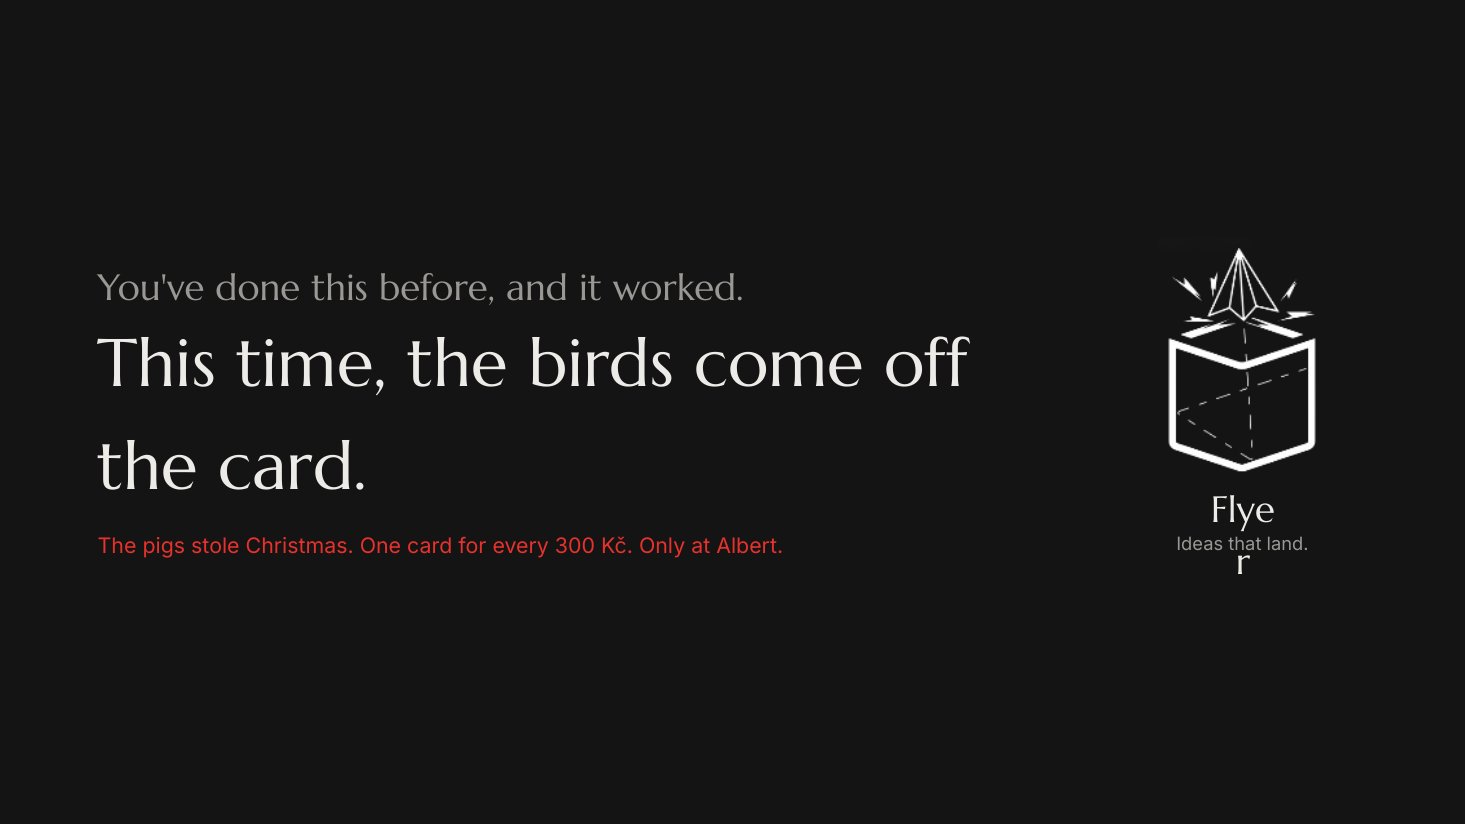 You've done this before, and it worked.
This time, the birds come off
the card.
The pigs stole Christmas. One card for every 300 Kč. Only at Albert.
Flye
Ideas that land.
r